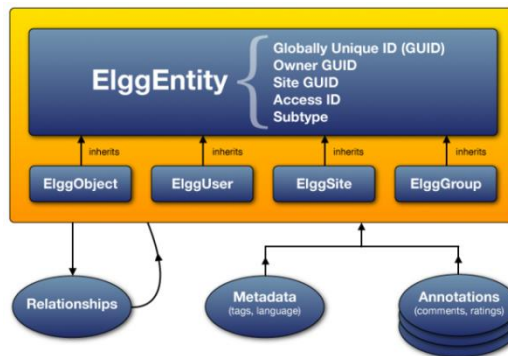 ElggEntity
Globally Unique ID (GUID)
Owner GUID
Site GUID
Access ID
Subtype
inherits
inherits
inherits
inherits
ElggObject
ElggUser
ElggSite
ElggGroup
Relationships
Metadata
(tags, language)
Annotations
(comments, ratings)